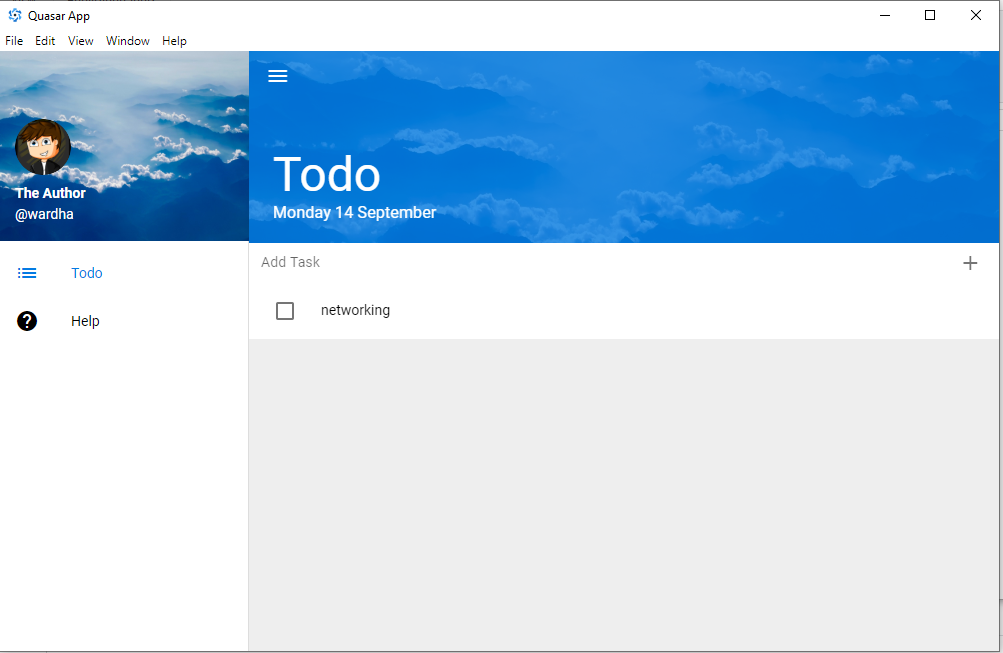 Quasar App
File Edit View Window Help
The Author
@wardha
Todo
Help
Todo
Monday 14 September
Add Task
networking